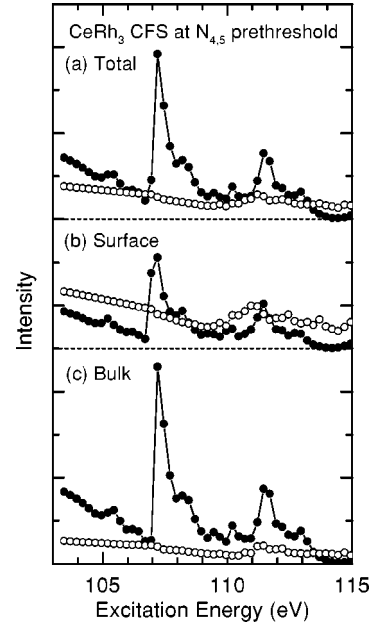 CeRh₃ CFS at N₄,₅ prethreshold
(a) Total
(b) Surface
(c) Bulk
Intensity
105 110 115
Excitation Energy (eV)